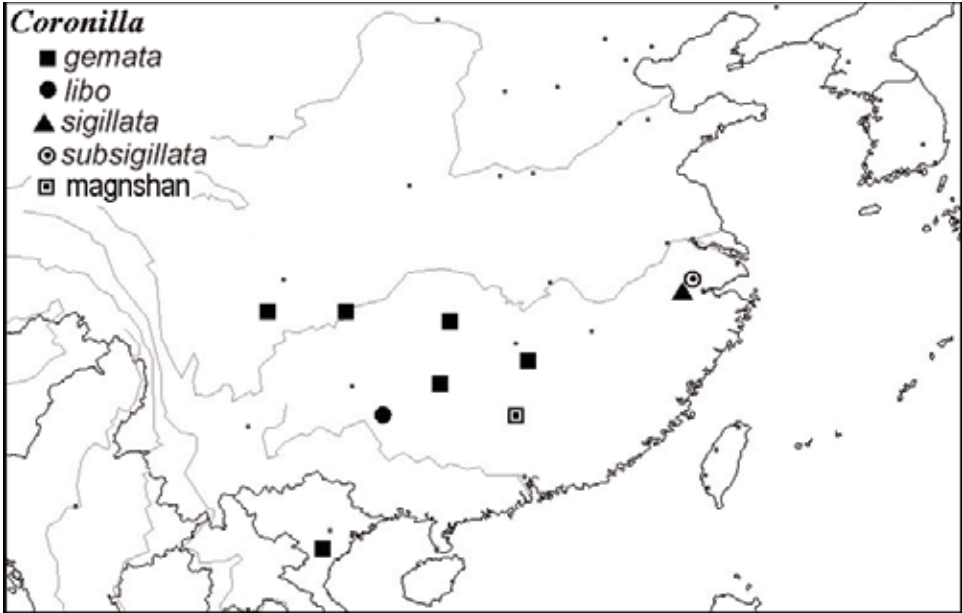 Coronilla
gemata
libo
sigillata
subsigillata
magnshan